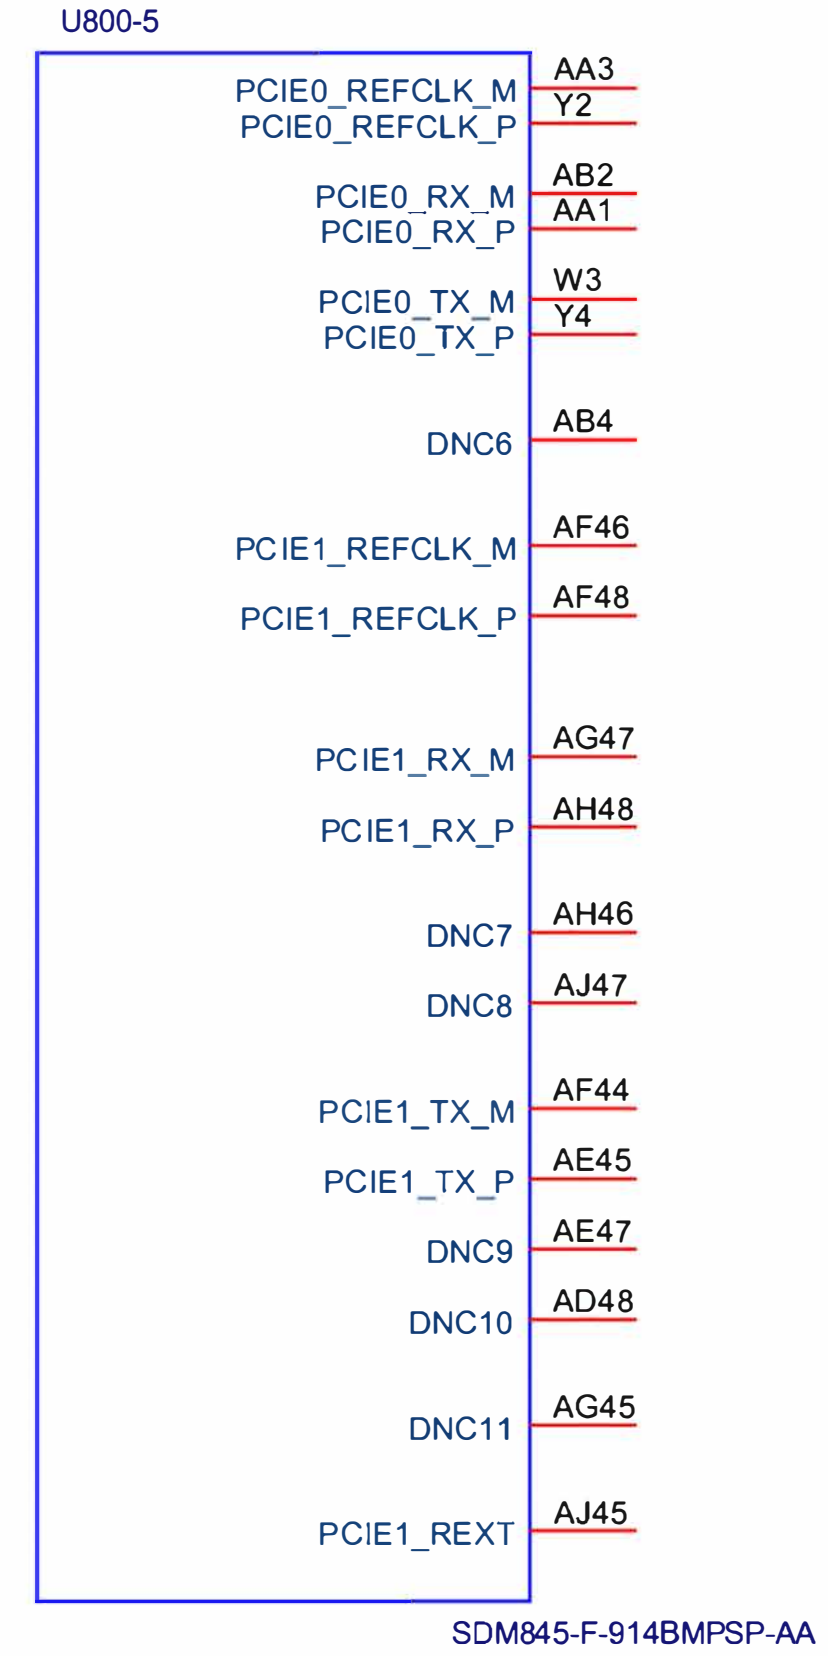 U800-5
PCIE0_REFCLK_M AA3
PCIE0_REFCLK_P Y2
PCIE0_RX_M AB2
PCIE0_RX_P AA1
PCIE0_TX_M W3
PCIE0_TX_P Y4
DNC6 AB4
PCIE1_REFCLK_M AF46
PCIE1_REFCLK_P AF48
PCIE1_RX_M AG47
PCIE1_RX_P AH48
DNC7 AH46
DNC8 AJ47
PCIE1_TX_M AF44
PCIE1_TX_P AE45
DNC9 AE47
DNC10 AD48
DNC11 AG45
PCIE1_REXT AJ45
SDM845-F-914BMPSP-AA